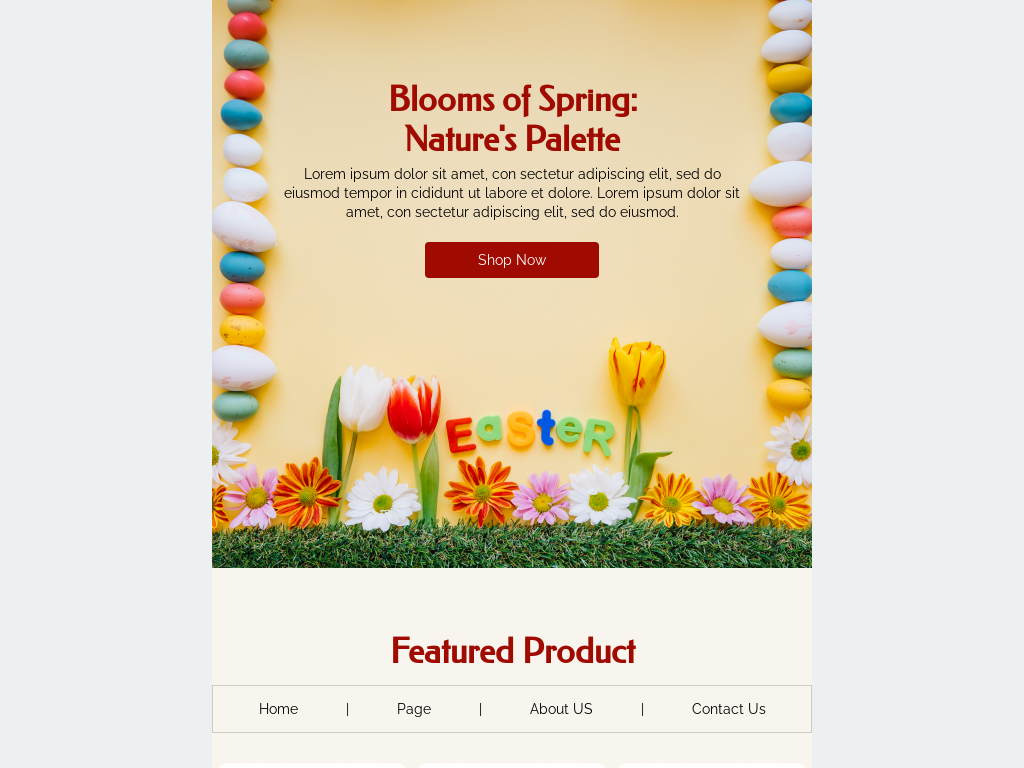 Blooms of Spring:
Nature's Palette
Lorem ipsum dolor sit amet, con sectetur adipiscing elit, sed do
eiusmod tempor in cididunt ut labore et dolore. Lorem ipsum dolor sit
amet, con sectetur adipiscing elit, sed do eiusmod.
Shop Now
EasteR
Featured Product
Home | Page | About US | Contact Us